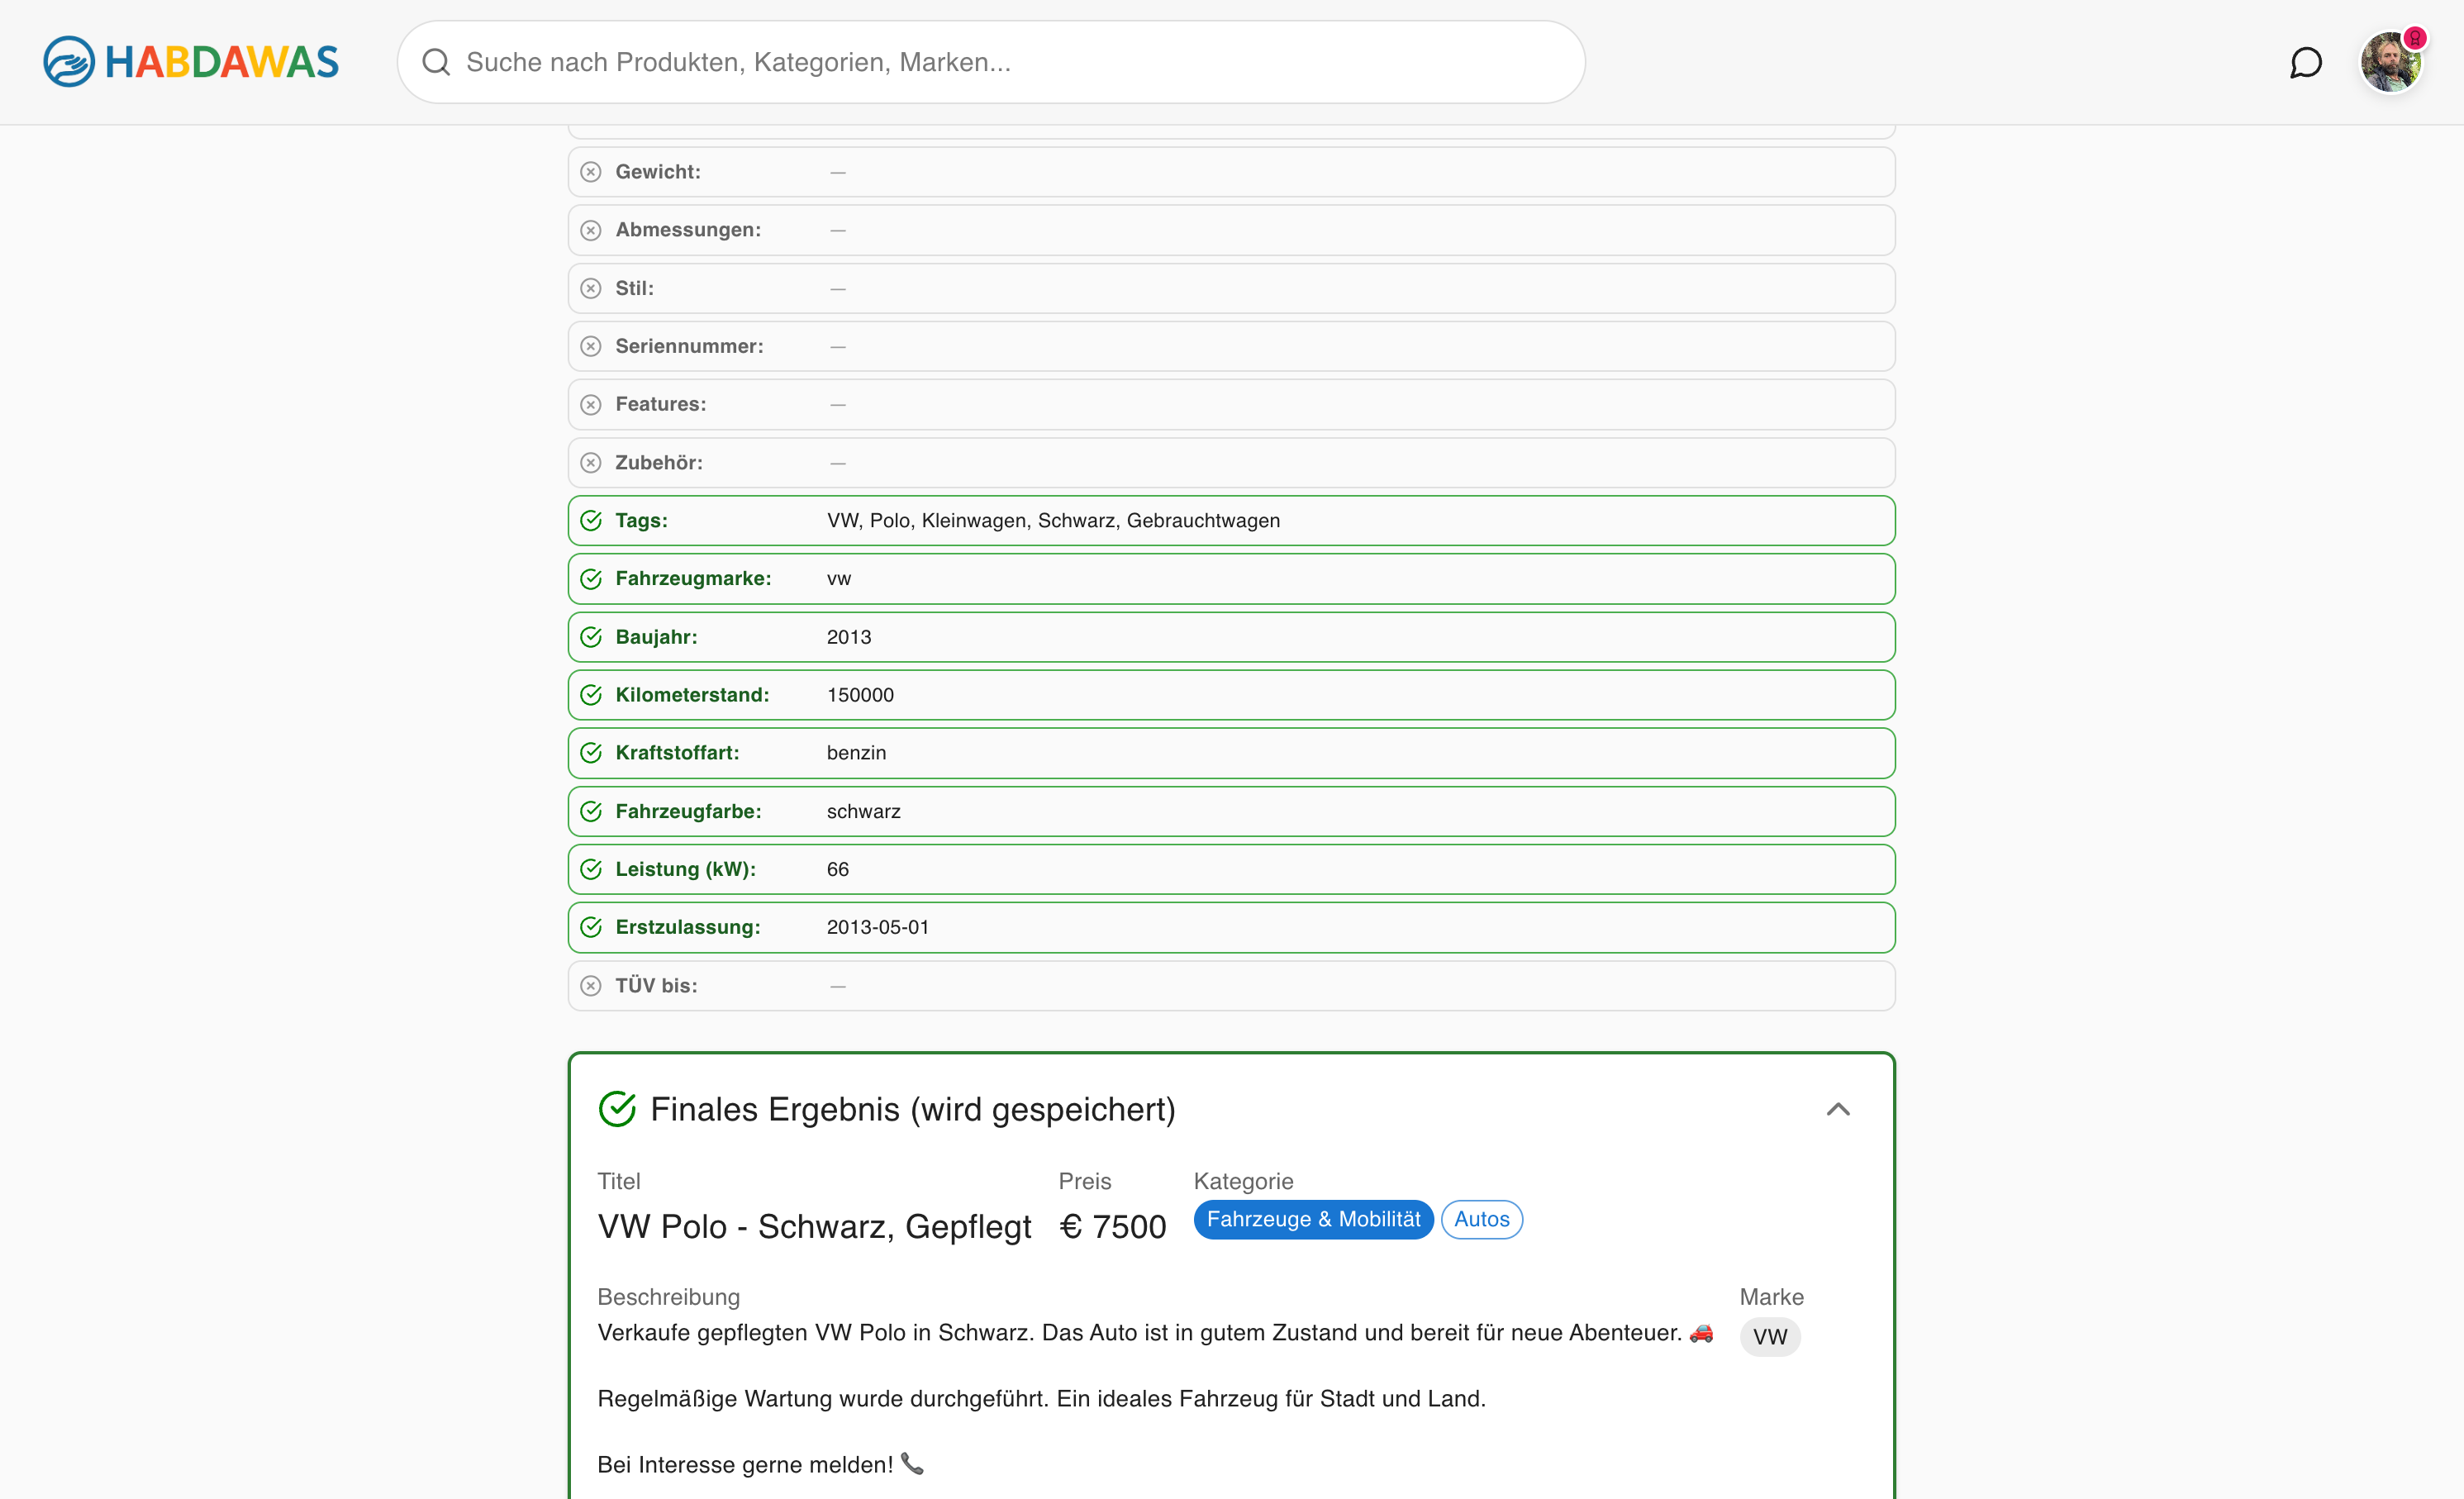 HABDAWAS
Suche nach Produkten, Kategorien, Marken...
Gewicht: —
Abmessungen: —
Stil: —
Seriennummer: —
Features: —
Zubehör: —
Tags: VW, Polo, Kleinwagen, Schwarz, Gebrauchtwagen
Fahrzeugmarke: vw
Baujahr: 2013
Kilometerstand: 150000
Kraftstoffart: benzin
Fahrzeugfarbe: schwarz
Leistung (kW): 66
Erstzulassung: 2013-05-01
TÜV bis: —
Finales Ergebnis (wird gespeichert)
Titel Preis Kategorie
VW Polo - Schwarz, Gepflegt € 7500 Fahrzeuge & Mobilität Autos
Beschreibung Marke
Verkaufe gepflegten VW Polo in Schwarz. Das Auto ist in gutem Zustand und bereit für neue Abenteuer. 🚗 VW
Regelmäßige Wartung wurde durchgeführt. Ein ideales Fahrzeug für Stadt und Land.
Bei Interesse gerne melden! 📞